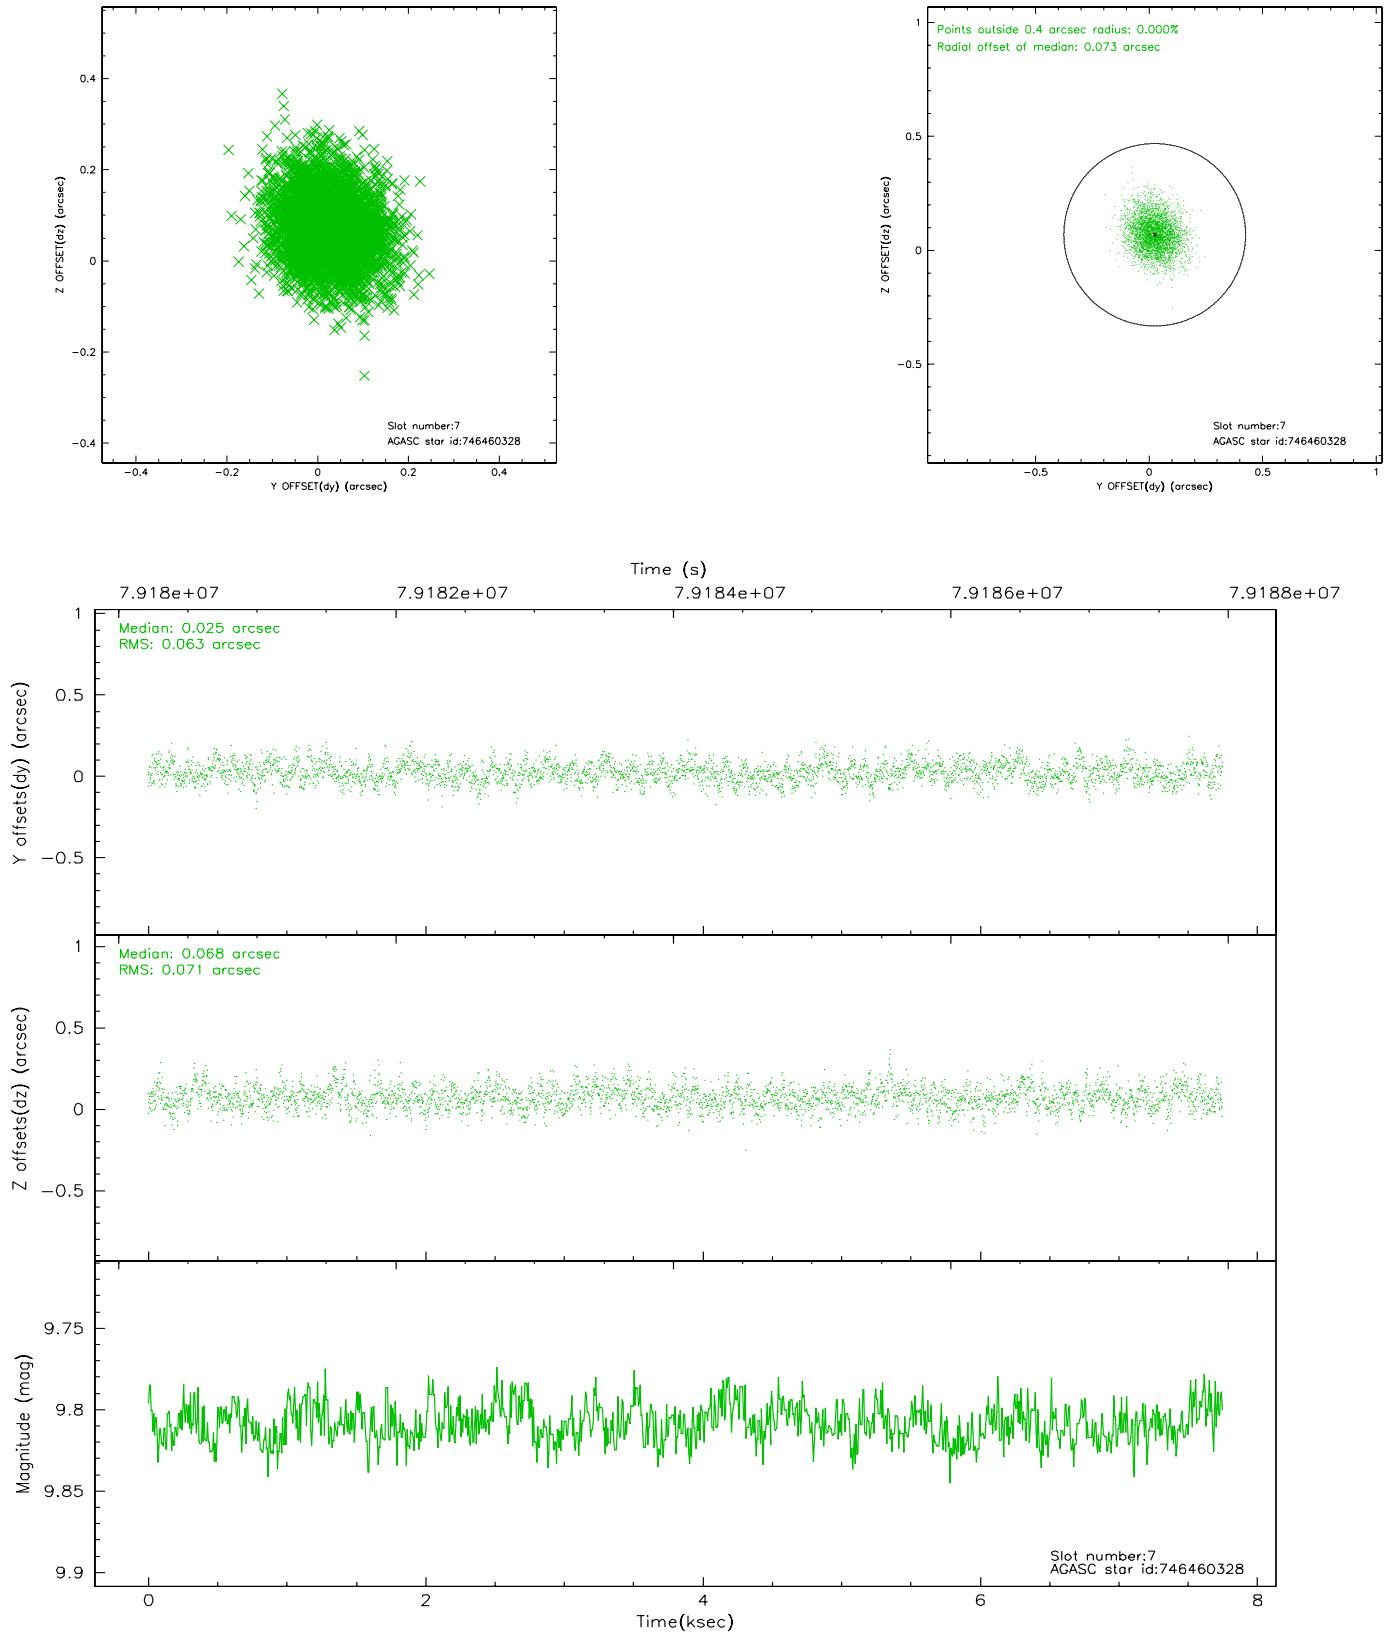 0.4
0.2
0
−0.2
−0.4
Z OFFSET(dz) (arcsec)
Slot number:7
AGASC star id:746460328
−0.4
−0.2
0
0.2
0.4
Y OFFSET(dy) (arcsec)
Points outside 0.4 arcsec radius: 0.000%
Radial offset of median: 0.073 arcsec
1
0.5
0
−0.5
Z OFFSET(dz) (arcsec)
Slot number:7
AGASC star id:746460328
−0.5
0
0.5
1
Y OFFSET(dy) (arcsec)
Time (s)
7.918e+07
7.9182e+07
7.9184e+07
7.9186e+07
7.9188e+07
Median: 0.025 arcsec
RMS: 0.063 arcsec
1
0.5
0
−0.5
Y offsets(dy) (arcsec)
Median: 0.068 arcsec
RMS: 0.071 arcsec
1
0.5
0
−0.5
Z offsets(dz) (arcsec)
9.75
9.8
9.85
9.9
Magnitude (mag)
Slot number:7
AGASC star id:746460328
0
2
4
6
8
Time(ksec)